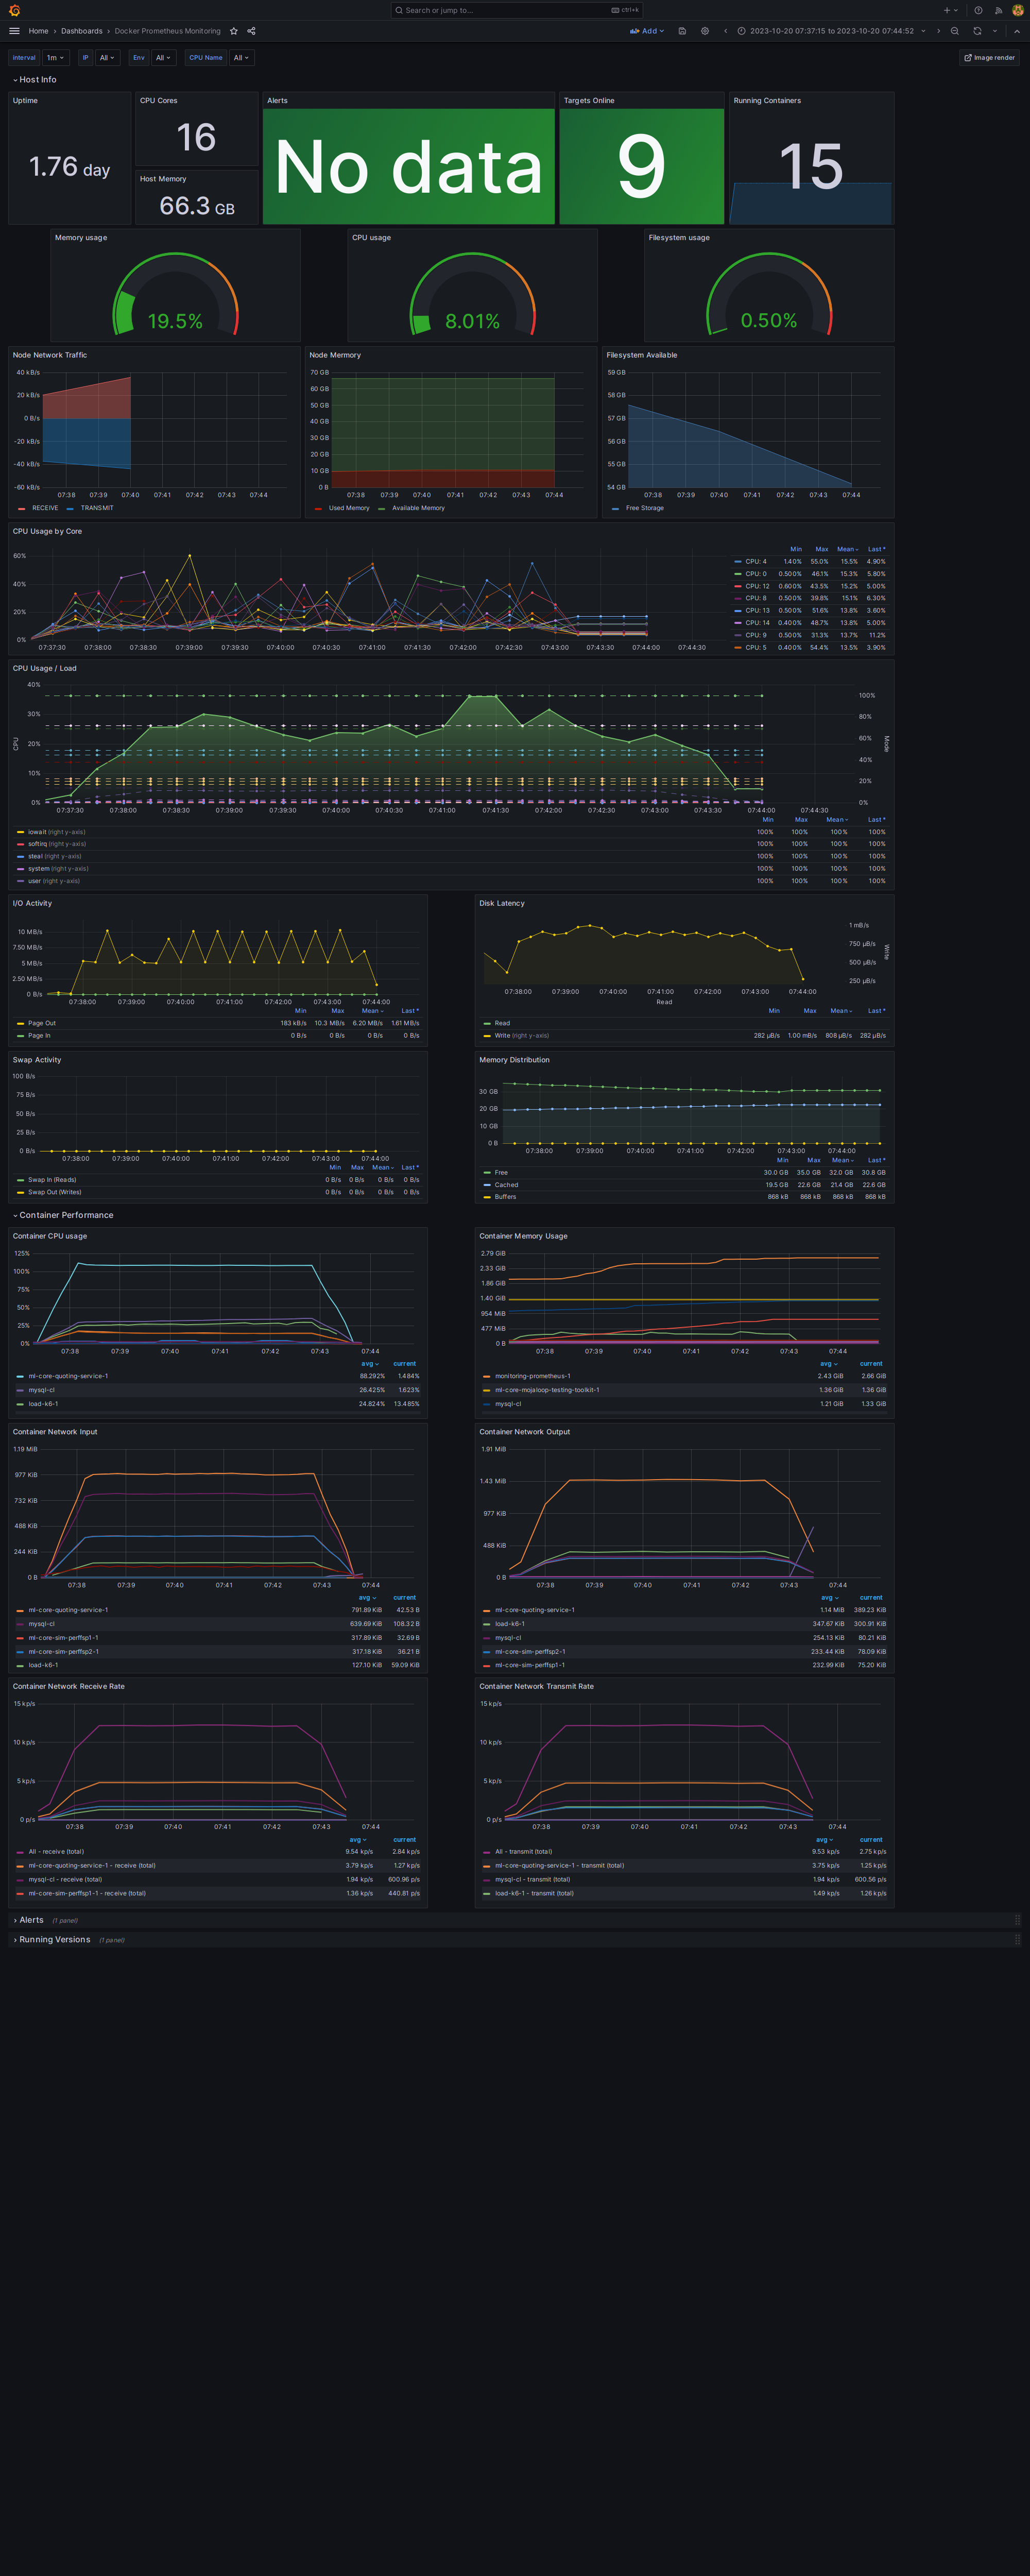 Search or jump to... ctrl+k
Home › Dashboards › Docker Prometheus Monitoring Add 2023-10-20 07:37:15 to 2023-10-20 07:44:52
Interval 1m IP All Env All CPU Name All Image render
Host Info
Uptime CPU Cores Alerts Targets Online Running Containers
1.76 day 16 No data 9 15
Host Memory
66.3 GB
Memory usage CPU usage Filesystem usage
19.5% 8.01% 0.50%
Node Network Traffic
40 kB/s
20 kB/s
0 B/s
-20 kB/s
-40 kB/s
-60 kB/s
07:38 07:39 07:40 07:41 07:42 07:43 07:44
RECEIVE TRANSMIT
Node Mermory
70 GB
60 GB
50 GB
40 GB
30 GB
20 GB
10 GB
0 B
07:38 07:39 07:40 07:41 07:42 07:43 07:44
Used Memory Available Memory
Filesystem Available
59 GB
58 GB
57 GB
56 GB
55 GB
54 GB
07:38 07:39 07:40 07:41 07:42 07:43 07:44
Free Storage
CPU Usage by Core
60%
40%
20%
0%
07:37:30 07:38:00 07:38:30 07:39:00 07:39:30 07:40:00 07:40:30 07:41:00 07:41:30 07:42:00 07:42:30 07:43:00 07:43:30 07:44:00 07:44:30
Min Max Mean Last *
CPU: 4 1.40% 55.0% 15.5% 4.90%
CPU: 0 0.500% 46.1% 15.3% 5.80%
CPU: 12 0.600% 43.5% 15.2% 5.00%
CPU: 8 0.500% 39.8% 15.1% 6.30%
CPU: 13 0.500% 51.6% 13.8% 3.60%
CPU: 14 0.400% 48.7% 13.8% 5.00%
CPU: 9 0.500% 31.3% 13.7% 11.2%
CPU: 5 0.400% 54.4% 13.5% 3.90%
CPU Usage / Load
CPU
40%
30%
20%
10%
0%
100%
80%
60%
40%
20%
0%
Mode
07:37:30 07:38:00 07:38:30 07:39:00 07:39:30 07:40:00 07:40:30 07:41:00 07:41:30 07:42:00 07:42:30 07:43:00 07:43:30 07:44:00 07:44:30
Min Max Mean Last *
iowait (right y-axis) 100% 100% 100% 100%
softirq (right y-axis) 100% 100% 100% 100%
steal (right y-axis) 100% 100% 100% 100%
system (right y-axis) 100% 100% 100% 100%
user (right y-axis) 100% 100% 100% 100%
I/O Activity
10 MB/s
7.50 MB/s
5 MB/s
2.50 MB/s
0 B/s
07:38:00 07:39:00 07:40:00 07:41:00 07:42:00 07:43:00 07:44:00
Min Max Mean Last *
Page Out 183 kB/s 10.3 MB/s 6.20 MB/s 1.61 MB/s
Page In 0 B/s 0 B/s 0 B/s 0 B/s
Disk Latency
1 mB/s
750 µB/s
500 µB/s
250 µB/s
Write
07:38:00 07:39:00 07:40:00 07:41:00 07:42:00 07:43:00 07:44:00
Read
Min Max Mean Last *
Read
Write (right y-axis) 282 µB/s 1.00 mB/s 808 µB/s 282 µB/s
Swap Activity
100 B/s
75 B/s
50 B/s
25 B/s
0 B/s
07:38:00 07:39:00 07:40:00 07:41:00 07:42:00 07:43:00 07:44:00
Min Max Mean Last *
Swap In (Reads) 0 B/s 0 B/s 0 B/s 0 B/s
Swap Out (Writes) 0 B/s 0 B/s 0 B/s 0 B/s
Memory Distribution
30 GB
20 GB
10 GB
0 B
07:38:00 07:39:00 07:40:00 07:41:00 07:42:00 07:43:00 07:44:00
Min Max Mean Last *
Free 30.0 GB 35.0 GB 32.0 GB 30.8 GB
Cached 19.5 GB 22.6 GB 21.4 GB 22.6 GB
Buffers 868 kB 868 kB 868 kB 868 kB
Container Performance
Container CPU usage
125%
100%
75%
50%
25%
0%
07:38 07:39 07:40 07:41 07:42 07:43 07:44
avg current
ml-core-quoting-service-1 88.292% 1.484%
mysql-cl 26.425% 1.623%
load-k6-1 24.824% 13.485%
Container Memory Usage
2.79 GiB
2.33 GiB
1.86 GiB
1.40 GiB
954 MiB
477 MiB
0 B
07:38 07:39 07:40 07:41 07:42 07:43 07:44
avg current
monitoring-prometheus-1 2.43 GiB 2.66 GiB
ml-core-mojaloop-testing-toolkit-1 1.36 GiB 1.36 GiB
mysql-cl 1.21 GiB 1.33 GiB
Container Network Input
1.19 MiB
977 KiB
732 KiB
488 KiB
244 KiB
0 B
07:38 07:39 07:40 07:41 07:42 07:43 07:44
avg current
ml-core-quoting-service-1 791.89 KiB 42.53 B
mysql-cl 639.69 KiB 108.32 B
ml-core-sim-perffsp1-1 317.89 KiB 32.69 B
ml-core-sim-perffsp2-1 317.18 KiB 36.21 B
load-k6-1 127.10 KiB 59.09 KiB
Container Network Output
1.91 MiB
1.43 MiB
977 KiB
488 KiB
0 B
07:38 07:39 07:40 07:41 07:42 07:43 07:44
avg current
ml-core-quoting-service-1 1.14 MiB 389.23 KiB
load-k6-1 347.67 KiB 300.91 KiB
mysql-cl 254.13 KiB 80.21 KiB
ml-core-sim-perffsp2-1 233.44 KiB 78.09 KiB
ml-core-sim-perffsp1-1 232.99 KiB 75.20 KiB
Container Network Receive Rate
15 kp/s
10 kp/s
5 kp/s
0 p/s
07:38 07:39 07:40 07:41 07:42 07:43 07:44
avg current
All - receive (total) 9.54 kp/s 2.84 kp/s
ml-core-quoting-service-1 - receive (total) 3.79 kp/s 1.27 kp/s
mysql-cl - receive (total) 1.94 kp/s 600.96 p/s
ml-core-sim-perffsp1-1 - receive (total) 1.36 kp/s 440.81 p/s
Container Network Transmit Rate
15 kp/s
10 kp/s
5 kp/s
0 p/s
07:38 07:39 07:40 07:41 07:42 07:43 07:44
avg current
All - transmit (total) 9.53 kp/s 2.75 kp/s
ml-core-quoting-service-1 - transmit (total) 3.75 kp/s 1.25 kp/s
mysql-cl - transmit (total) 1.94 kp/s 600.56 p/s
load-k6-1 - transmit (total) 1.49 kp/s 1.26 kp/s
Alerts (1 panel)
Running Versions (1 panel)